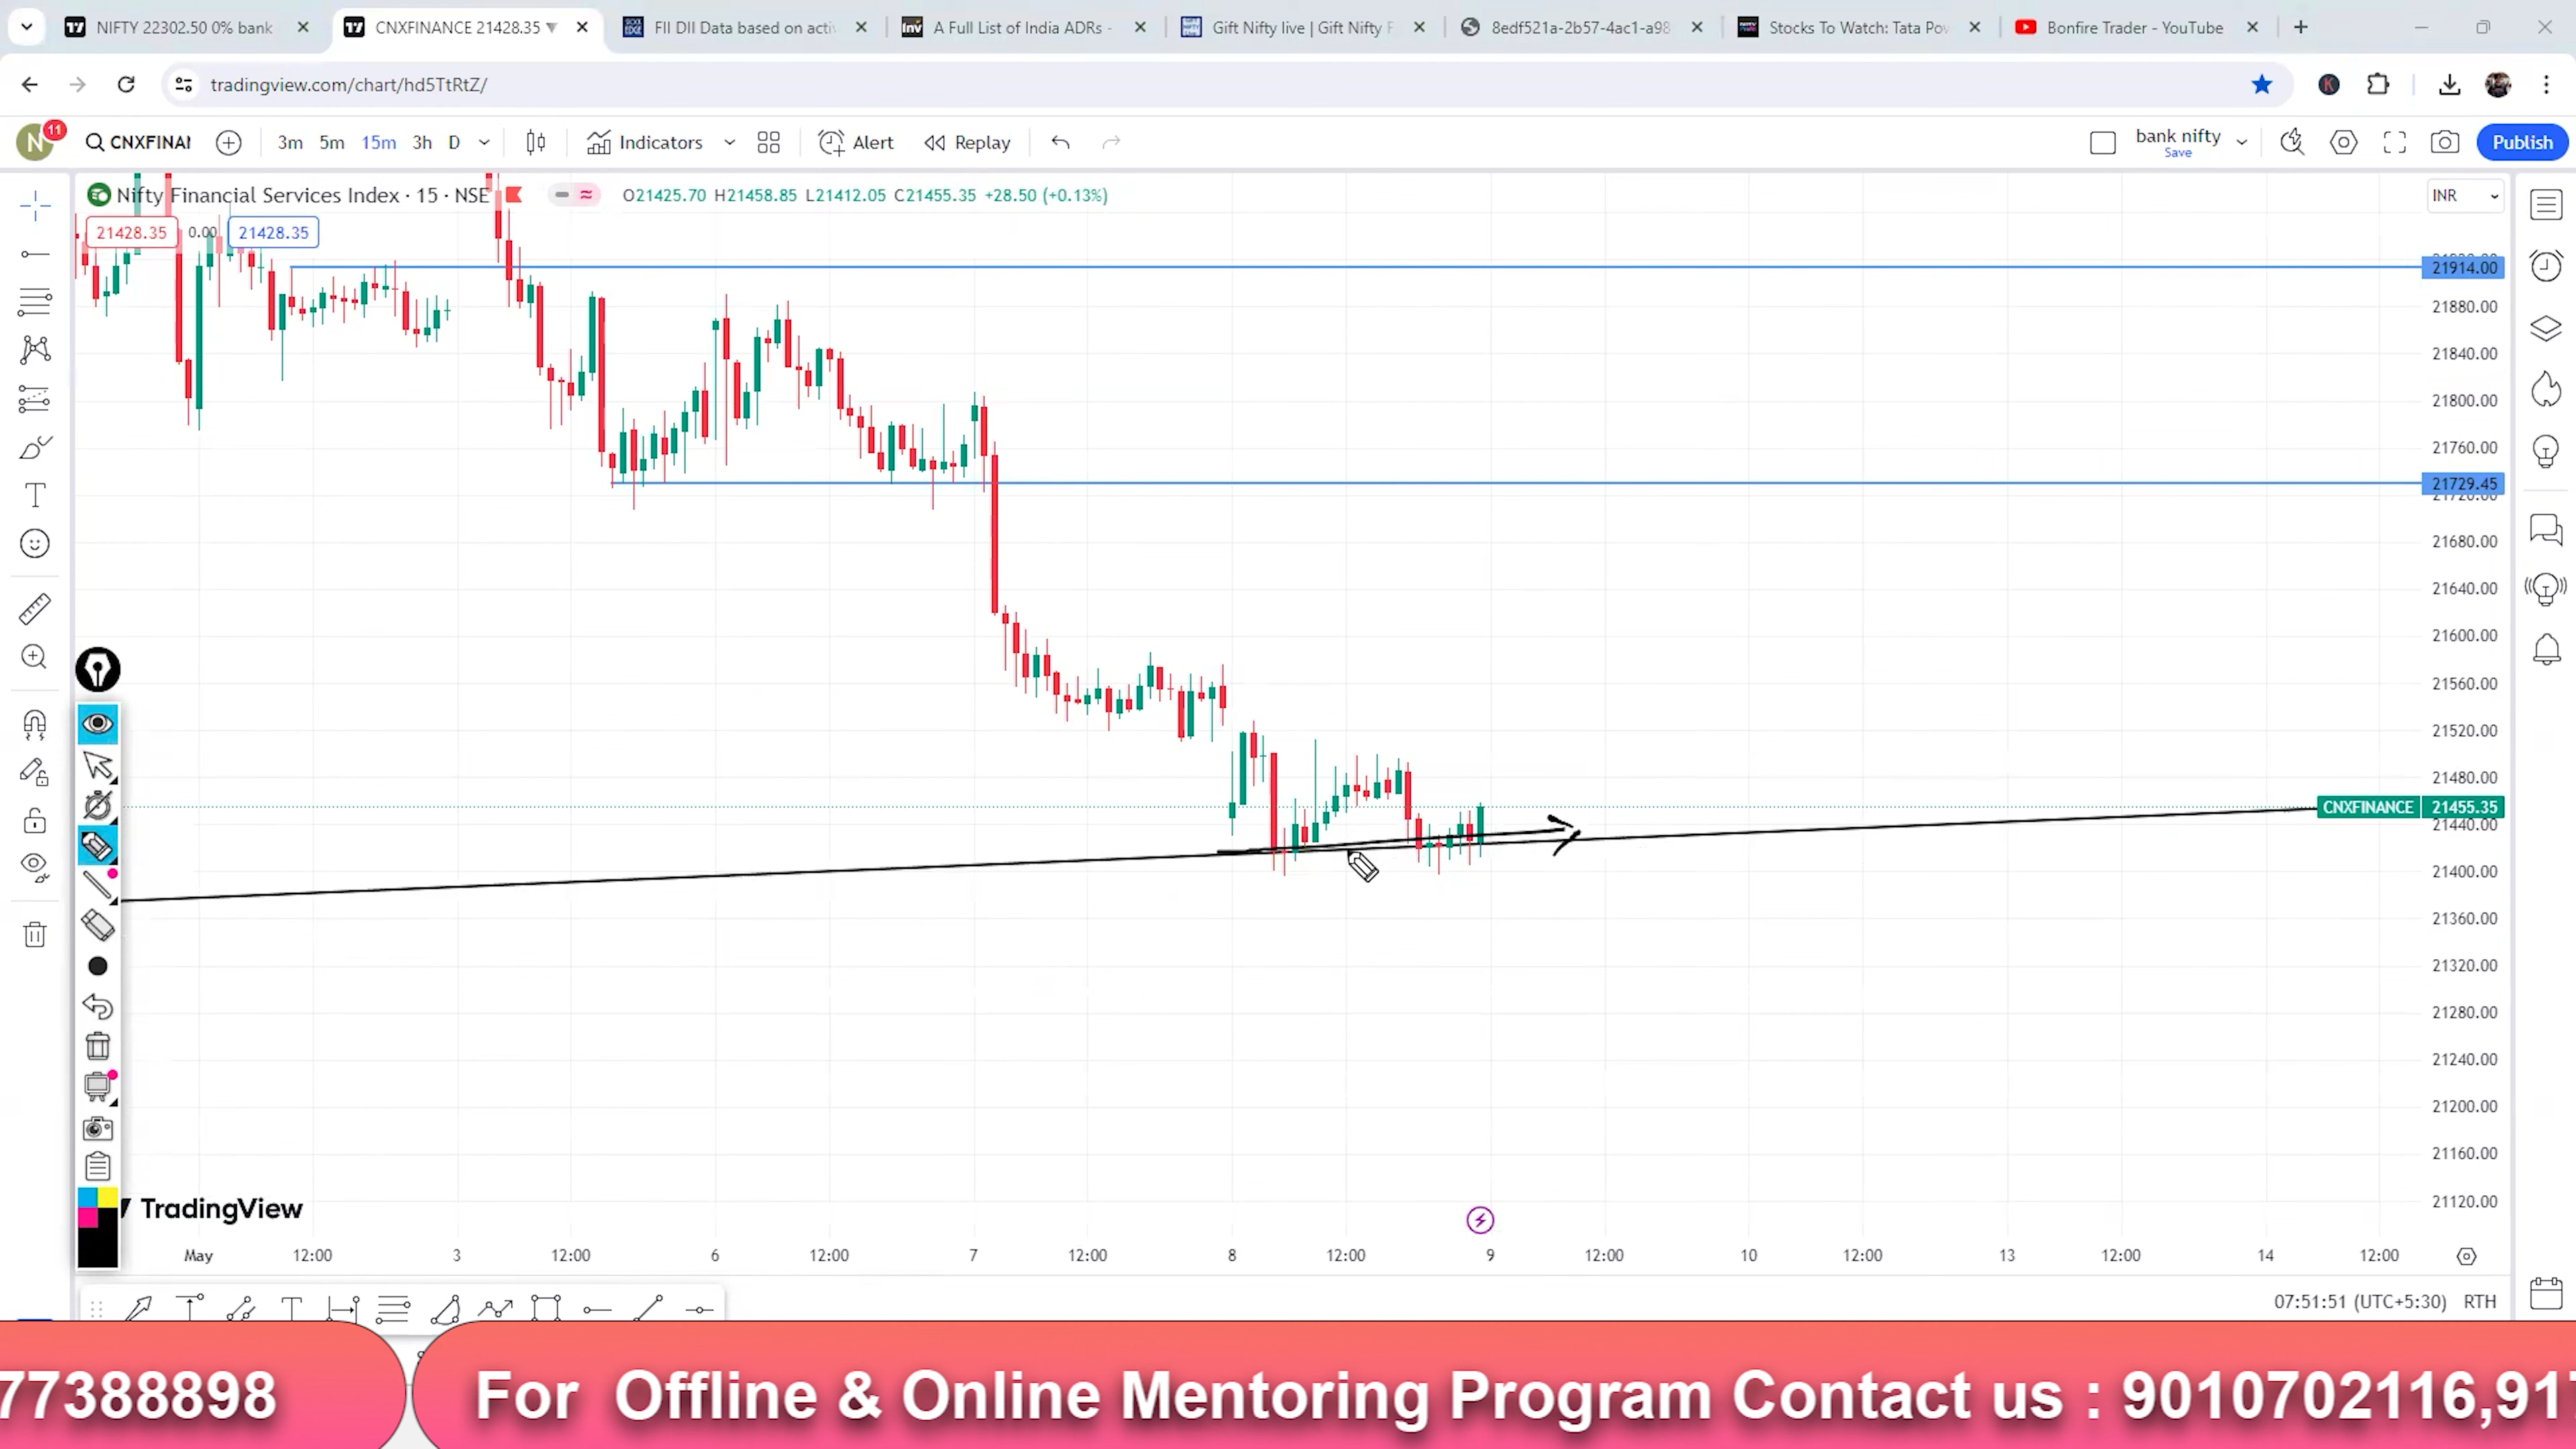 NIFTY 22302.50 0% bank
CNXFINANCE 21428.35 ▼
FII DII Data based on activ
A Full List of India ADRs -
Gift Nifty live | Gift Nifty F
8edf521a-2b57-4ac1-a98
Stocks To Watch: Tata Pow
Bonfire Trader - YouTube
tradingview.com/chart/hd5TtRtZ/
N 11
CNXFINAN
3m 5m 15m 3h D
Indicators
Alert
Replay
bank nifty
Save
Publish
Nifty Financial Services Index · 15 · NSE
O21425.70 H21458.85 L21412.05 C21455.35 +28.50 (+0.13%)
INR
21428.35 0.00 21428.35
21914.00
21880.00
21840.00
21800.00
21760.00
21729.45
21680.00
21640.00
21600.00
21560.00
21520.00
21480.00
CNXFINANCE 21455.35
21440.00
21400.00
21360.00
21320.00
21280.00
21240.00
21200.00
21160.00
21120.00
TradingView
May 12:00 3 12:00 6 12:00 7 12:00 8 12:00 9 12:00 10 12:00 13 12:00 14 12:00
07:51:51 (UTC+5:30) RTH
77388898 For Offline & Online Mentoring Program Contact us : 9010702116,917